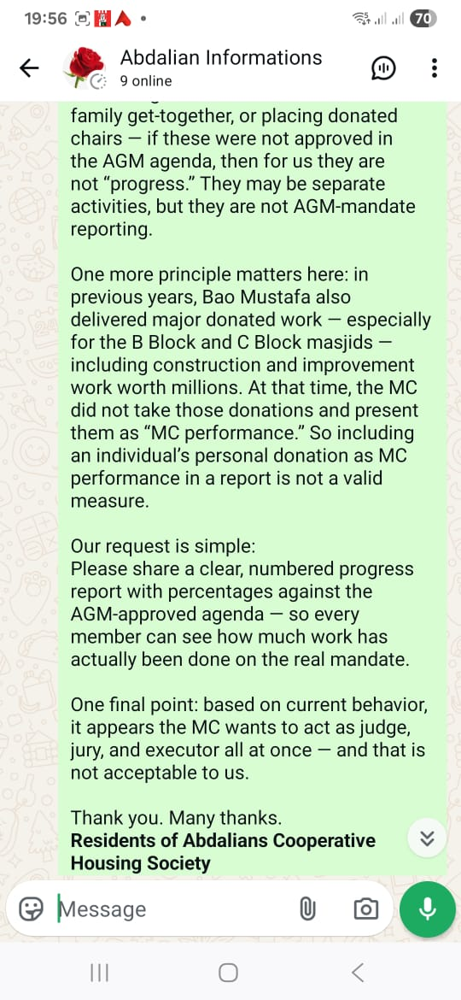 19:56
70
Abdalian Informations
9 online
family get-together, or placing donated
chairs — if these were not approved in
the AGM agenda, then for us they are
not “progress.” They may be separate
activities, but they are not AGM-mandate
reporting.
One more principle matters here: in
previous years, Bao Mustafa also
delivered major donated work — especially
for the B Block and C Block masjids —
including construction and improvement
work worth millions. At that time, the MC
did not take those donations and present
them as “MC performance.” So including
an individual’s personal donation as MC
performance in a report is not a valid
measure.
Our request is simple:
Please share a clear, numbered progress
report with percentages against the
AGM-approved agenda — so every
member can see how much work has
actually been done on the real mandate.
One final point: based on current behavior,
it appears the MC wants to act as judge,
jury, and executor all at once — and that is
not acceptable to us.
Thank you. Many thanks.
Residents of Abdalians Cooperative
Housing Society
Message